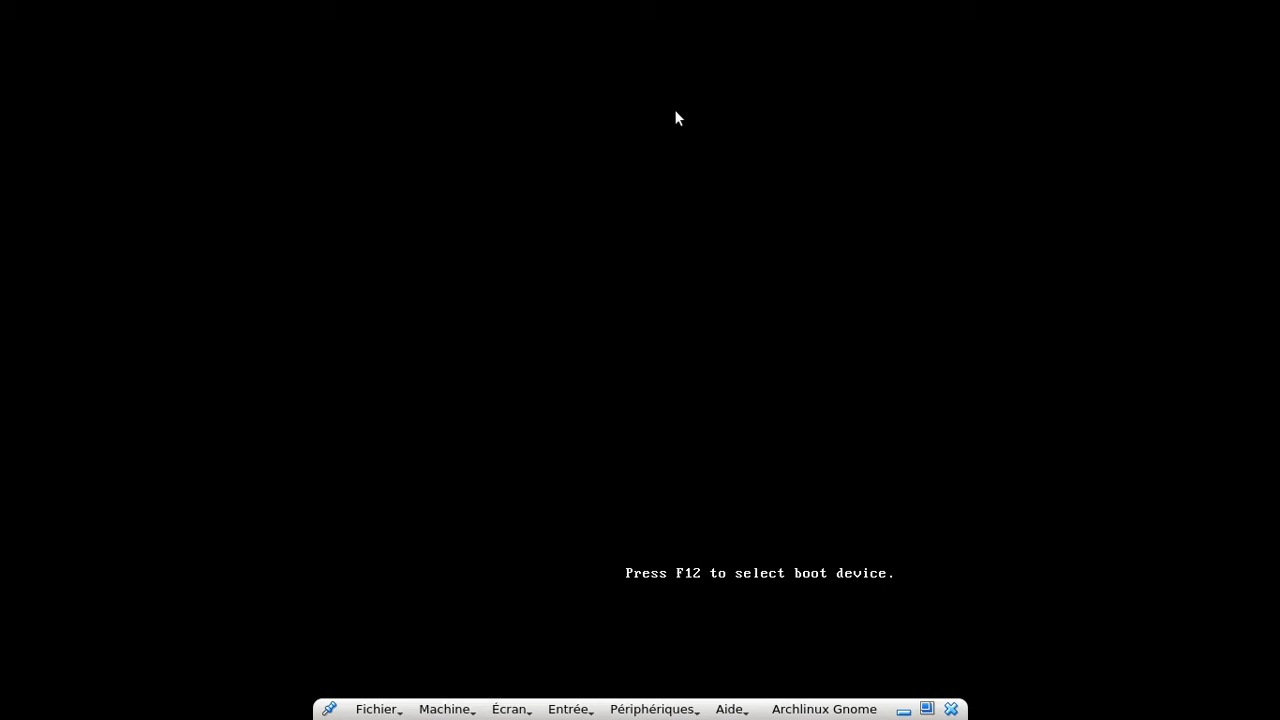 Press F12 to select boot device.
Fichier Machine Écran Entrée Périphériques Aide Archlinux Gnome